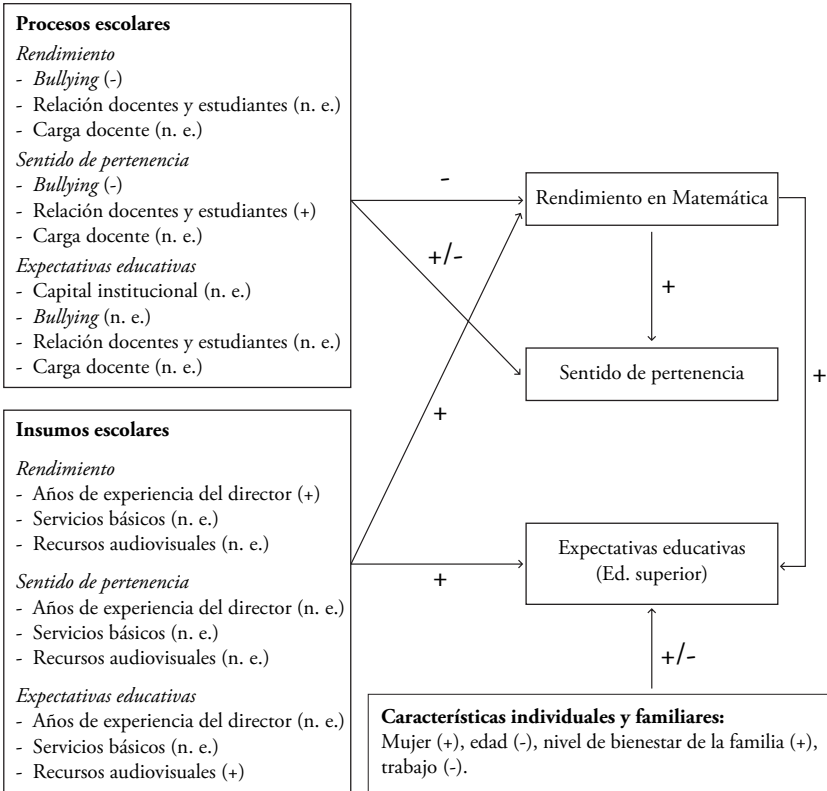 Procesos escolares
Rendimiento
- Bullying (-)
- Relación docentes y estudiantes (n. e.)
- Carga docente (n. e.)
Sentido de pertenencia
- Bullying (-)
- Relación docentes y estudiantes (+)
- Carga docente (n. e.)
Expectativas educativas
- Capital institucional (n. e.)
- Bullying (n. e.)
- Relación docentes y estudiantes (n. e.)
- Carga docente (n. e.)
Insumos escolares
Rendimiento
- Años de experiencia del director (+)
- Servicios básicos (n. e.)
- Recursos audiovisuales (n. e.)
Sentido de pertenencia
- Años de experiencia del director (n. e.)
- Servicios básicos (n. e.)
- Recursos audiovisuales (n. e.)
Expectativas educativas
- Años de experiencia del director (n. e.)
- Servicios básicos (n. e.)
- Recursos audiovisuales (+)
-
+/-
+
+
Rendimiento en Matemática
+
Sentido de pertenencia
+
Expectativas educativas
(Ed. superior)
+/-
Características individuales y familiares:
Mujer (+), edad (-), nivel de bienestar de la familia (+),
trabajo (-).